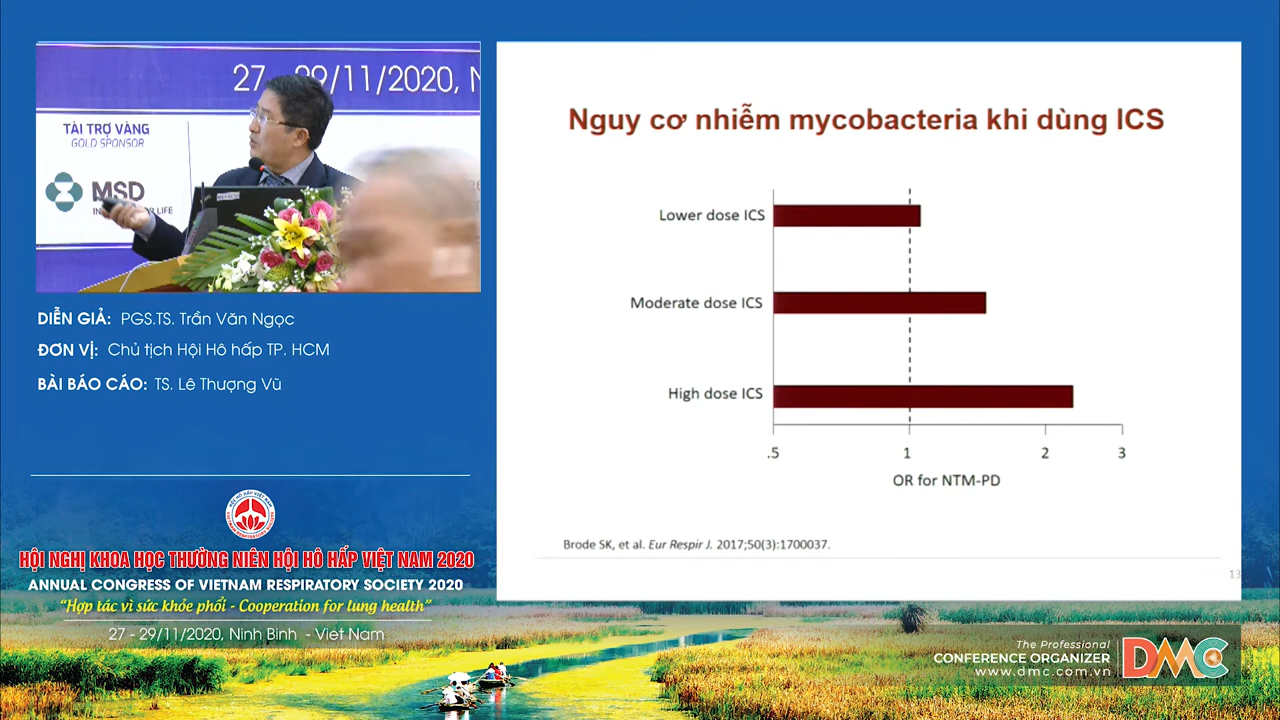 27 - 29/11/2020, N
TÀI TRỢ VÀNG
GOLD SPONSOR
MSD
DIỄN GIẢ: PGS.TS. Trần Văn Ngọc
ĐƠN VỊ: Chủ tịch Hội Hô hấp TP. HCM
BÀI BÁO CÁO: TS. Lê Thượng Vũ
HỘI NGHỊ KHOA HỌC THƯỜNG NIÊN HỘI HÔ HẤP VIỆT NAM 2020
ANNUAL CONGRESS OF VIETNAM RESPIRATORY SOCIETY 2020
“Hợp tác vì sức khỏe phổi - Cooperation for lung health”
27 - 29/11/2020, Ninh Binh - Viet Nam
Nguy cơ nhiễm mycobacteria khi dùng ICS
Lower dose ICS
Moderate dose ICS
High dose ICS
.5 1 2 3
OR for NTM-PD
Brode SK, et al. Eur Respir J. 2017;50(3):1700037.
13
The Professional
CONFERENCE ORGANIZER
www.dmc.com.vn
DMC